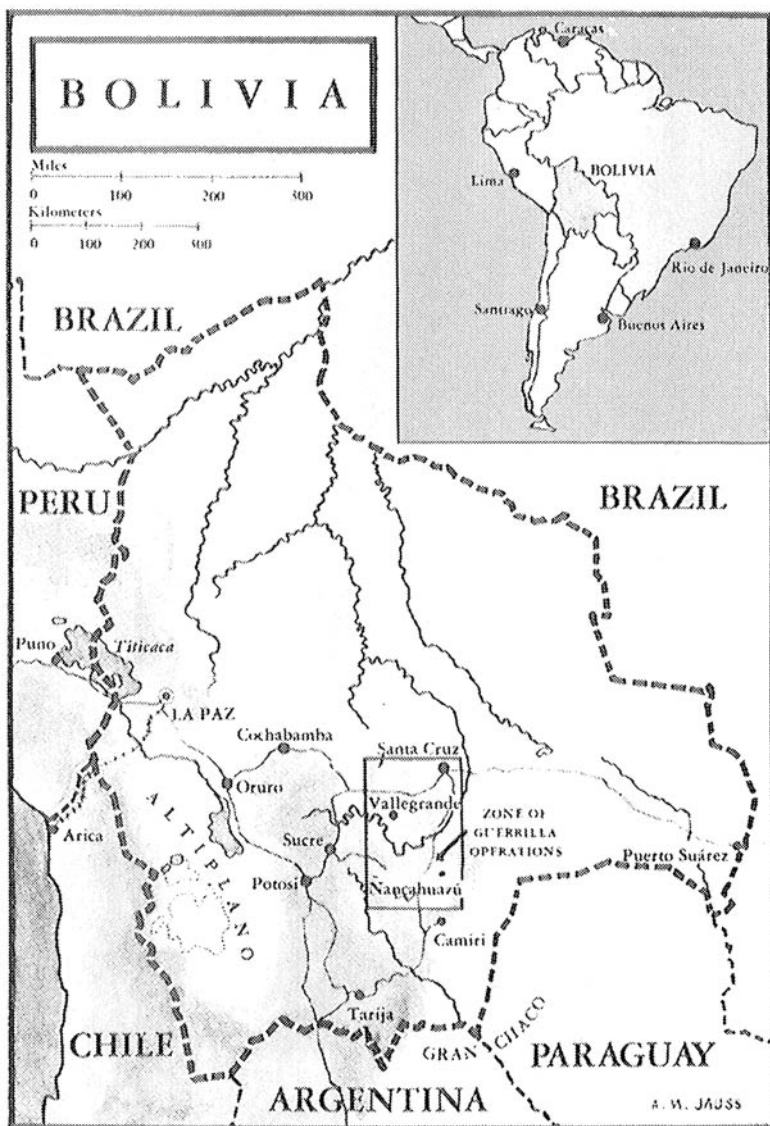 BOLIVIA
Miles
0 100 200 300
Kilometers
0 100 200 300
Caracas
Lima
BOLIVIA
Rio de Janeiro
Santiago
Buenos Aires
BRAZIL
PERU
BRAZIL
Puno
Titicaca
LA PAZ
Cochabamba
Santa Cruz
Oruro
Vallegrande
ZONE OF
GUERRILLA
OPERATIONS
Arica
ALTIPLANO
Sucre
Puerto Suárez
Potosi
Ñancahuazú
Camiri
Tarija
CHILE
GRAN CHACO
PARAGUAY
ARGENTINA
A. M. JAUSS